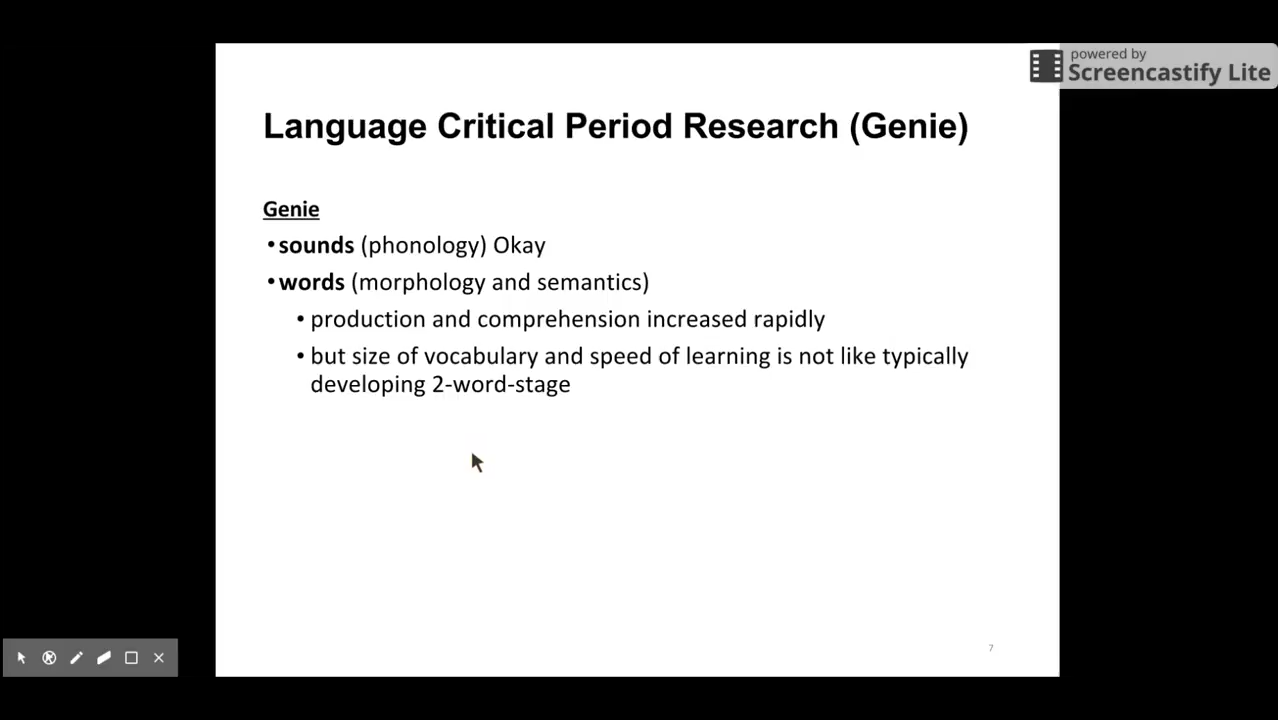 powered by
Screencastify Lite
Language Critical Period Research (Genie)
Genie
•sounds (phonology) Okay
•words (morphology and semantics)
• production and comprehension increased rapidly
• but size of vocabulary and speed of learning is not like typically
developing 2-word-stage
7